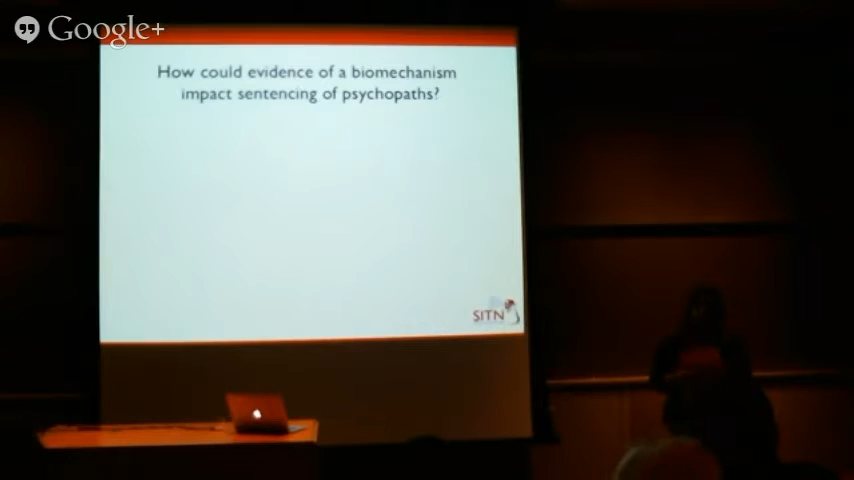 Google+
How could evidence of a biomechanism
impact sentencing of psychopaths?
SITN